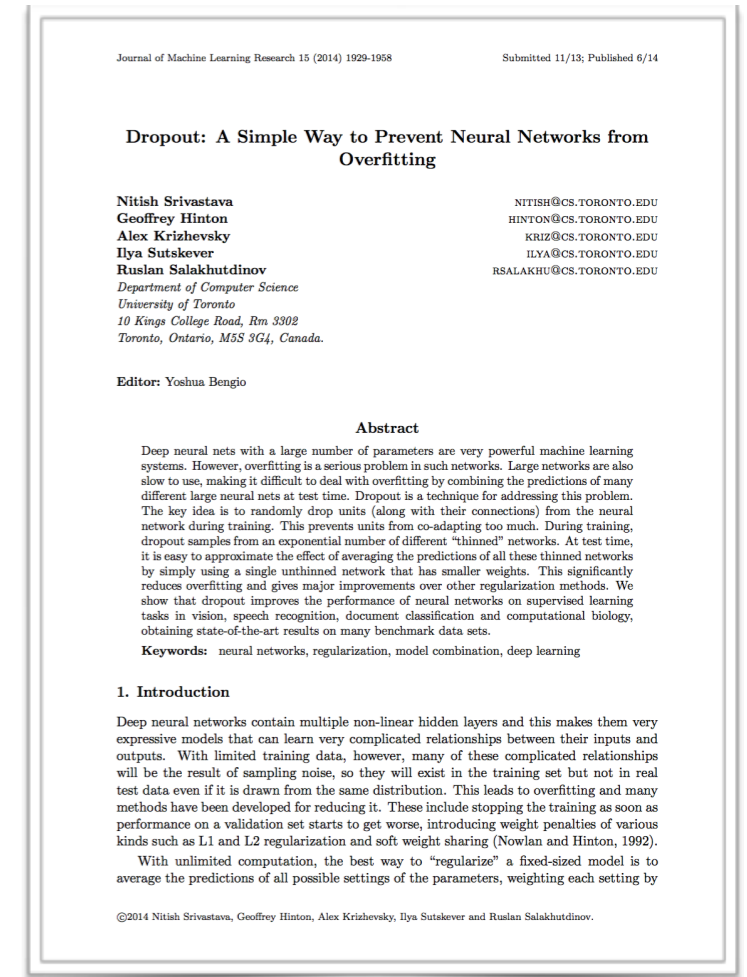 Journal of Machine Learning Research 15 (2014) 1929-1958 Submitted 11/13; Published 6/14
Dropout: A Simple Way to Prevent Neural Networks from
Overfitting
Nitish Srivastava NITISH@CS.TORONTO.EDU
Geoffrey Hinton HINTON@CS.TORONTO.EDU
Alex Krizhevsky KRIZ@CS.TORONTO.EDU
Ilya Sutskever ILYA@CS.TORONTO.EDU
Ruslan Salakhutdinov RSALAKHU@CS.TORONTO.EDU
Department of Computer Science
University of Toronto
10 Kings College Road, Rm 3302
Toronto, Ontario, M5S 3G4, Canada.
Editor: Yoshua Bengio
Abstract
Deep neural nets with a large number of parameters are very powerful machine learning
systems. However, overfitting is a serious problem in such networks. Large networks are also
slow to use, making it difficult to deal with overfitting by combining the predictions of many
different large neural nets at test time. Dropout is a technique for addressing this problem.
The key idea is to randomly drop units (along with their connections) from the neural
network during training. This prevents units from co-adapting too much. During training,
dropout samples from an exponential number of different “thinned” networks. At test time,
it is easy to approximate the effect of averaging the predictions of all these thinned networks
by simply using a single unthinned network that has smaller weights. This significantly
reduces overfitting and gives major improvements over other regularization methods. We
show that dropout improves the performance of neural networks on supervised learning
tasks in vision, speech recognition, document classification and computational biology,
obtaining state-of-the-art results on many benchmark data sets.
Keywords: neural networks, regularization, model combination, deep learning
1. Introduction
Deep neural networks contain multiple non-linear hidden layers and this makes them very
expressive models that can learn very complicated relationships between their inputs and
outputs. With limited training data, however, many of these complicated relationships
will be the result of sampling noise, so they will exist in the training set but not in real
test data even if it is drawn from the same distribution. This leads to overfitting and many
methods have been developed for reducing it. These include stopping the training as soon as
performance on a validation set starts to get worse, introducing weight penalties of various
kinds such as L1 and L2 regularization and soft weight sharing (Nowlan and Hinton, 1992).
With unlimited computation, the best way to “regularize” a fixed-sized model is to
average the predictions of all possible settings of the parameters, weighting each setting by
©2014 Nitish Srivastava, Geoffrey Hinton, Alex Krizhevsky, Ilya Sutskever and Ruslan Salakhutdinov.